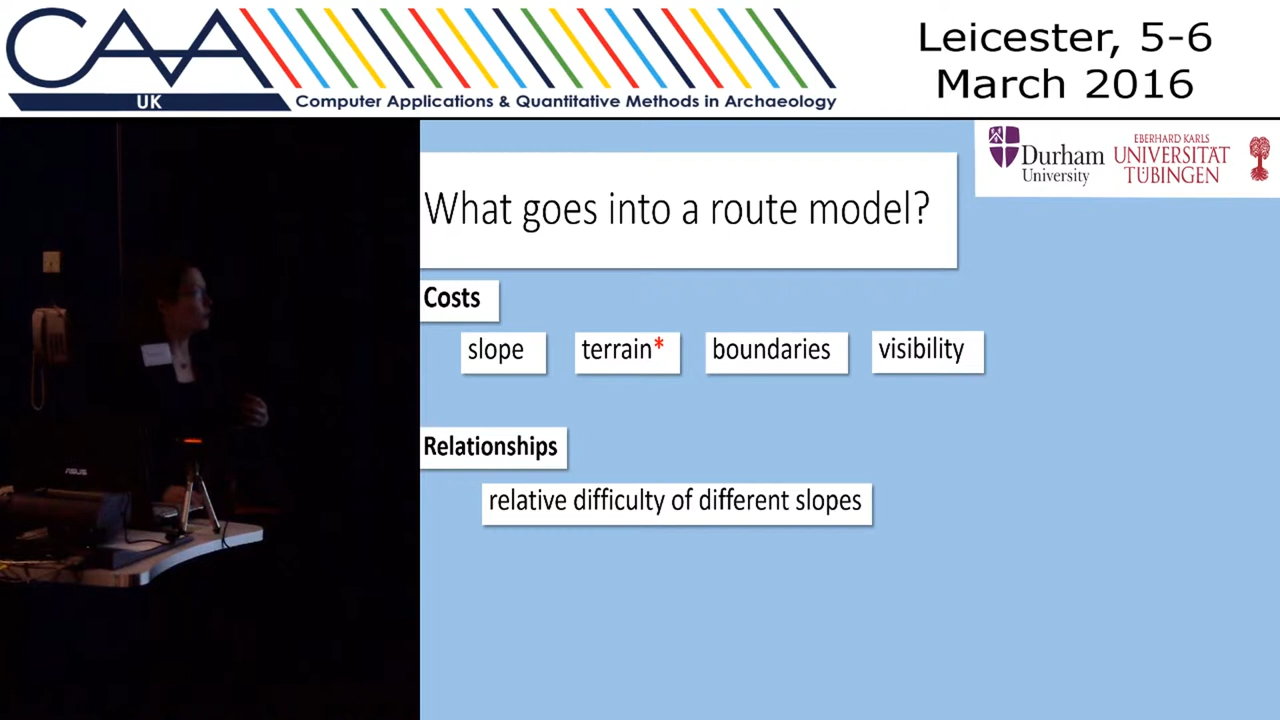 CAA
UK
Computer Applications & Quantitative Methods in Archaeology
Leicester, 5-6
March 2016
Durham
University
EBERHARD KARLS
UNIVERSITÄT
TÜBINGEN
What goes into a route model?
Costs
slope
terrain*
boundaries
visibility
Relationships
relative difficulty of different slopes
ASUS